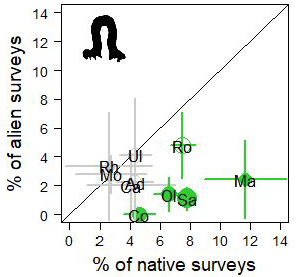 14
12
10
8
6
4
2
0
% of alien surveys
Ro
Ul
Rh
Mo
Ad
Ca
Ol
Sa
Ma
Co
0 2 4 6 8 10 12 14
% of native surveys